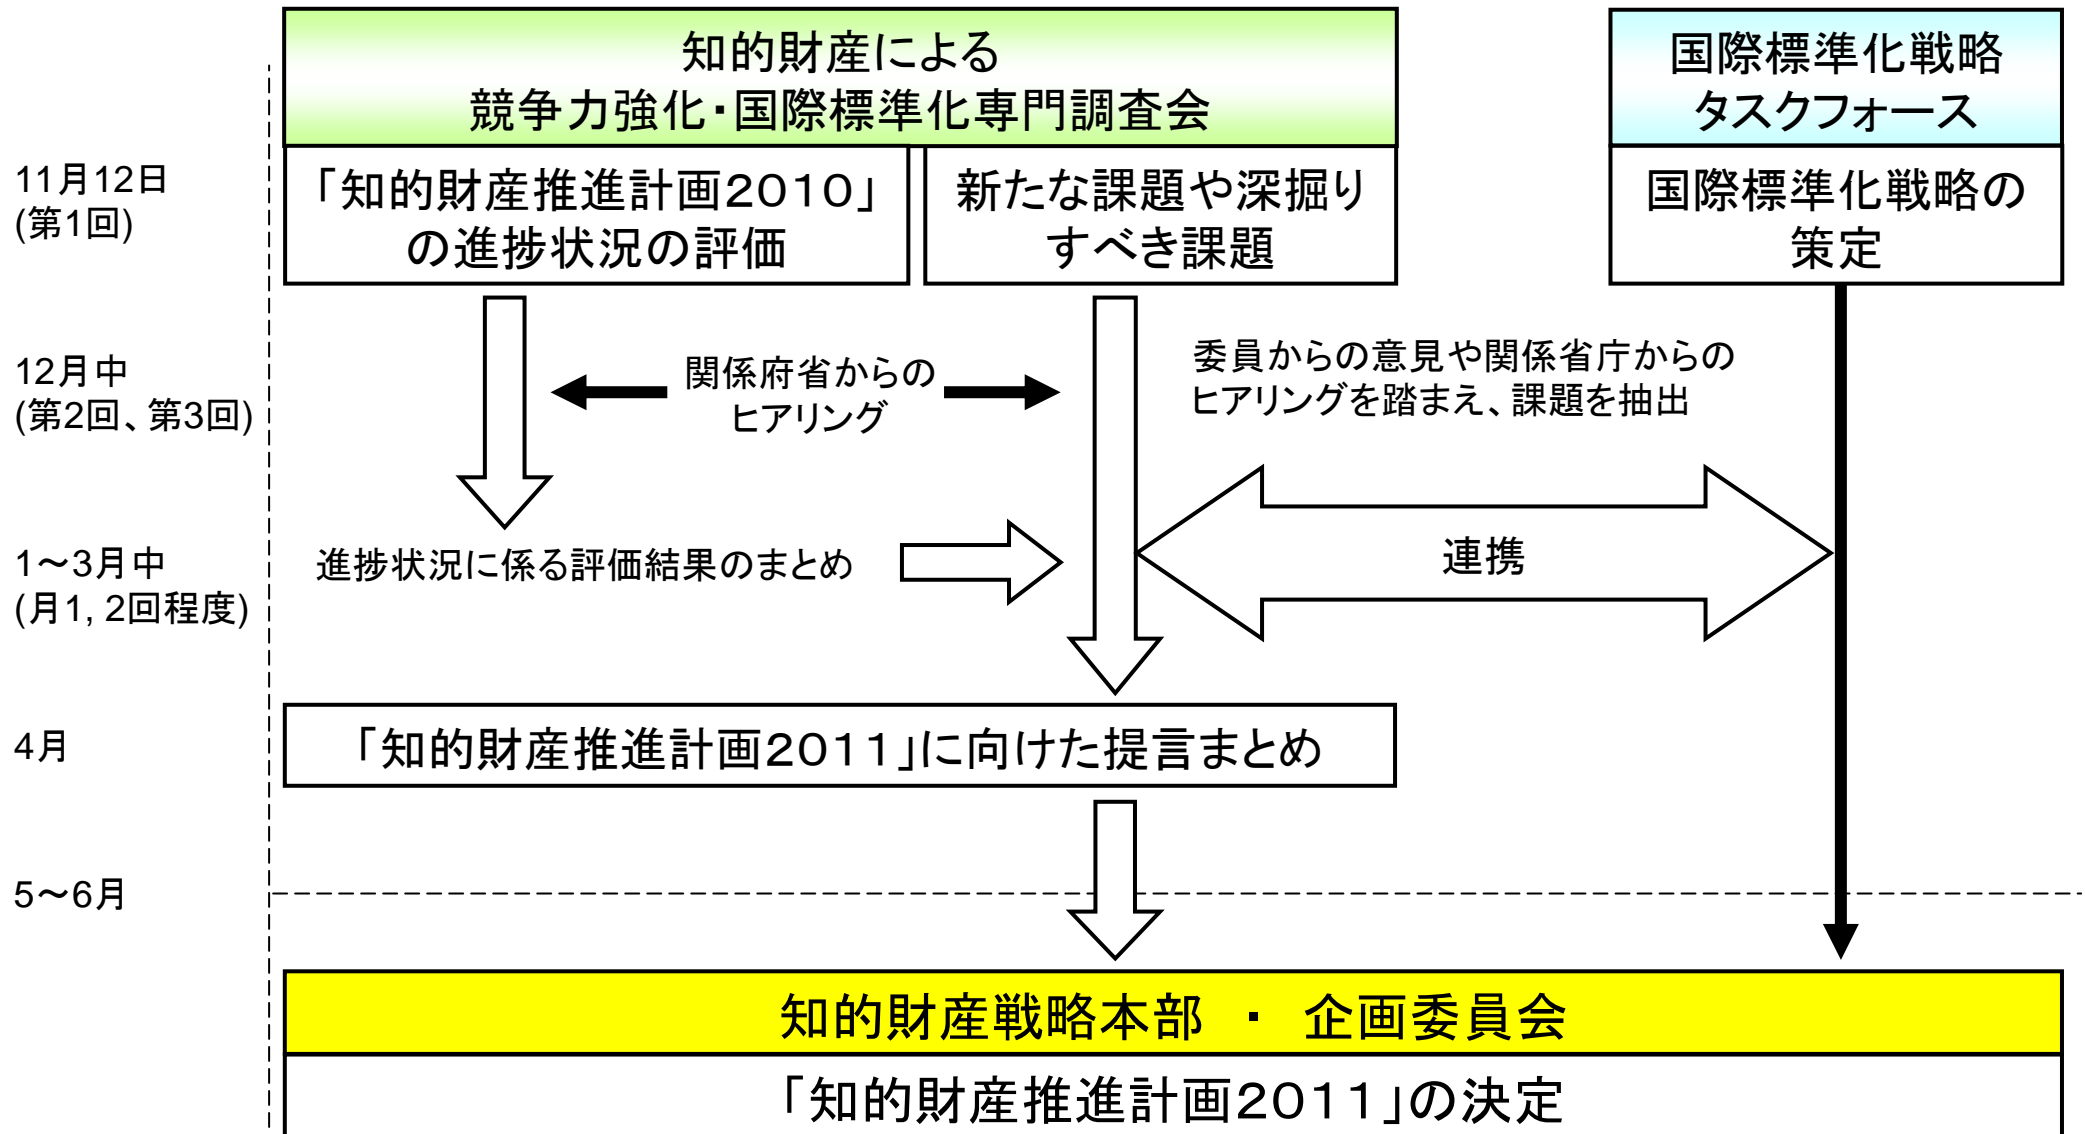 知的財産による
競争力強化・国際標準化専門調査会
国際標準化戦略
タスクフォース
11月12日
(第1回)
「知的財産推進計画2010」
の進捗状況の評価
新たな課題や深掘り
すべき課題
国際標準化戦略の
策定
12月中
(第2回、第3回)
関係府省からの
ヒアリング
委員からの意見や関係省庁からの
ヒアリングを踏まえ、課題を抽出
1～3月中
(月1, 2回程度)
進捗状況に係る評価結果のまとめ
連携
4月
「知的財産推進計画2011」に向けた提言まとめ
5～6月
知的財産戦略本部 ・ 企画委員会
「知的財産推進計画2011」の決定